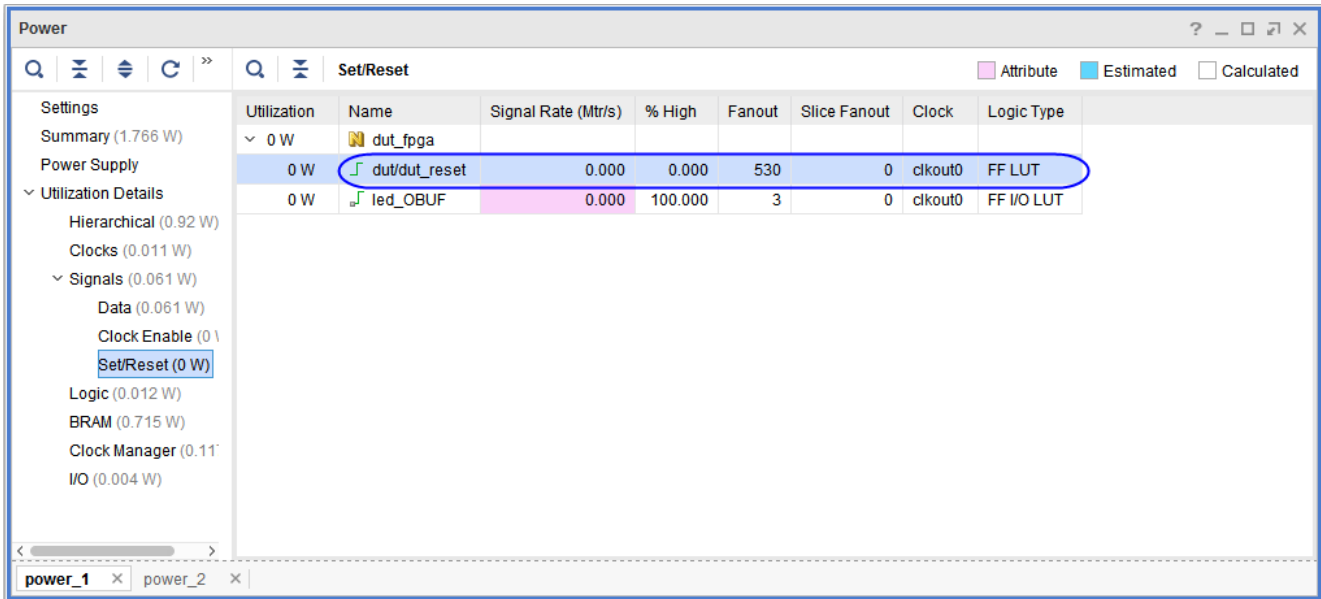 Power
Set/Reset Attribute Estimated Calculated
Settings
Summary (1.766 W)
Power Supply
Utilization Details
Hierarchical (0.92 W)
Clocks (0.011 W)
Signals (0.061 W)
Data (0.061 W)
Clock Enable (0
Set/Reset (0 W)
Logic (0.012 W)
BRAM (0.715 W)
Clock Manager (0.11
I/O (0.004 W)
Utilization Name Signal Rate (Mtr/s) % High Fanout Slice Fanout Clock Logic Type
0 W dut_fpga
0 W dut/dut_reset 0.000 0.000 530 0 clkout0 FF LUT
0 W led_OBUF 0.000 100.000 3 0 clkout0 FF I/O LUT
power_1 power_2